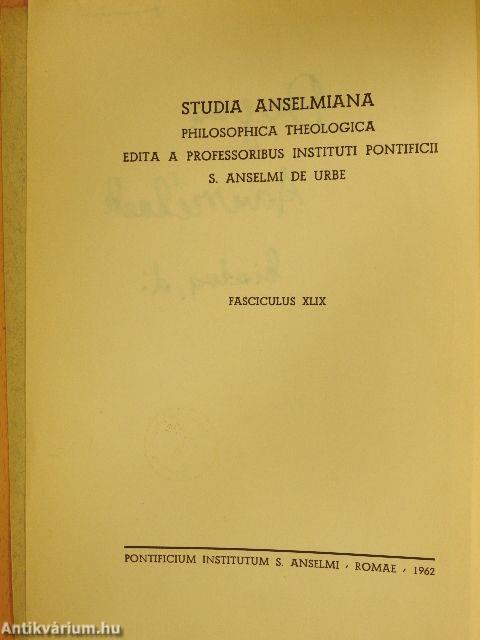 STUDIA ANSELMIANA
PHILOSOPHICA THEOLOGICA
EDITA A PROFESSORIBUS INSTITUTI PONTIFICII
S. ANSELMI DE URBE
FASCICULUS XLIX
PONTIFICIUM INSTITUTUM S. ANSELMI , ROMAE , 1962
Antikvárium.hu